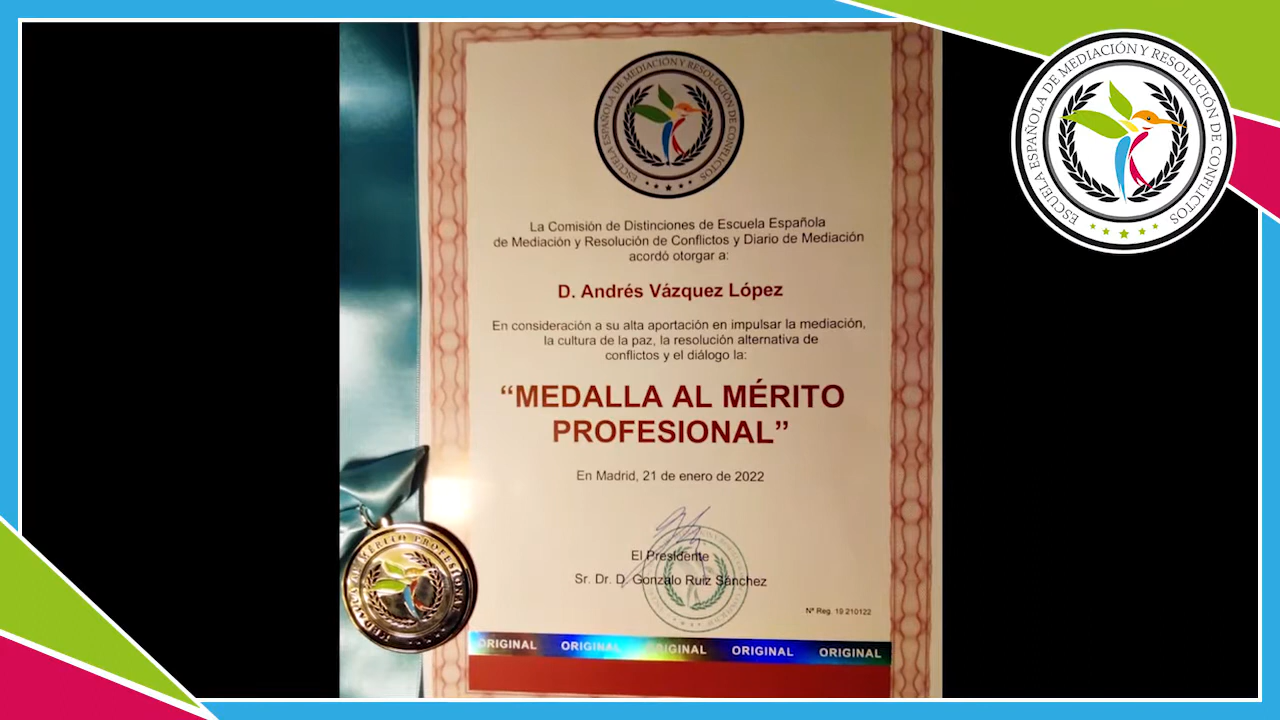 ESCUELA ESPAÑOLA DE MEDIACIÓN Y RESOLUCIÓN DE CONFLICTOS
La Comisión de Distinciones de Escuela Española
de Mediación y Resolución de Conflictos y Diario de Mediación
acordó otorgar a:
D. Andrés Vázquez López
En consideración a su alta aportación en impulsar la mediación,
la cultura de la paz, la resolución alternativa de
conflictos y el diálogo la:
“MEDALLA AL MÉRITO
PROFESIONAL”
En Madrid, 21 de enero de 2022
El Presidente
Sr. Dr. D. Gonzalo Ruiz Sánchez
Nº Reg. 19 210122
ORIGINAL ORIGINAL ORIGINAL ORIGINAL ORIGINAL
MÉRITO PROFESIONAL
ESCUELA ESPAÑOLA DE MEDIACIÓN Y RESOLUCIÓN DE CONFLICTOS